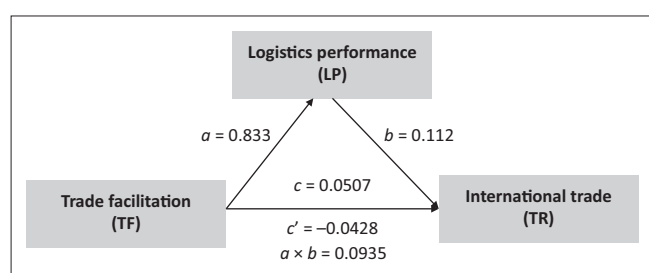 Logistics performance
(LP)
a = 0.833
b = 0.112
c = 0.0507
Trade facilitation
(TF)
International trade
(TR)
c' = –0.0428
a × b = 0.0935